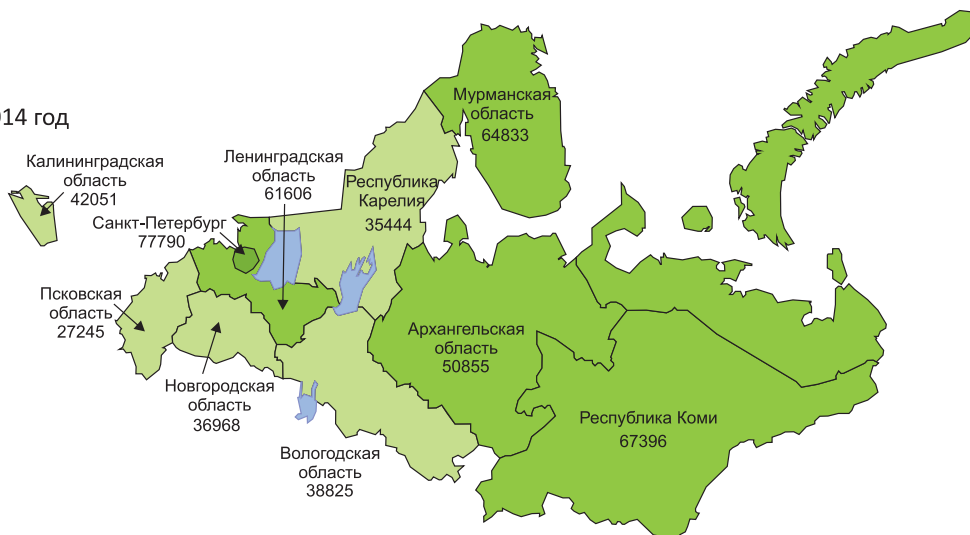 14 год
Мурманская
область
64833
Калининградская
область
42051
Ленинградская
область
61606
Республика
Карелия
35444
Санкт-Петербург
77790
Псковская
область
27245
Архангельская
область
50855
Новгородская
область
36968
Республика Коми
67396
Вологодская
область
38825